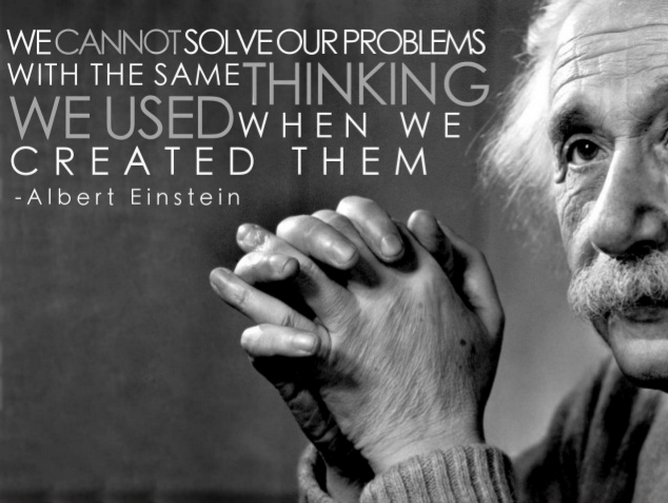 WE CANNOT SOLVE OUR PROBLEMS
WITH THE SAME THINKING
WE USED WHEN WE
CREATED THEM
-Albert Einstein